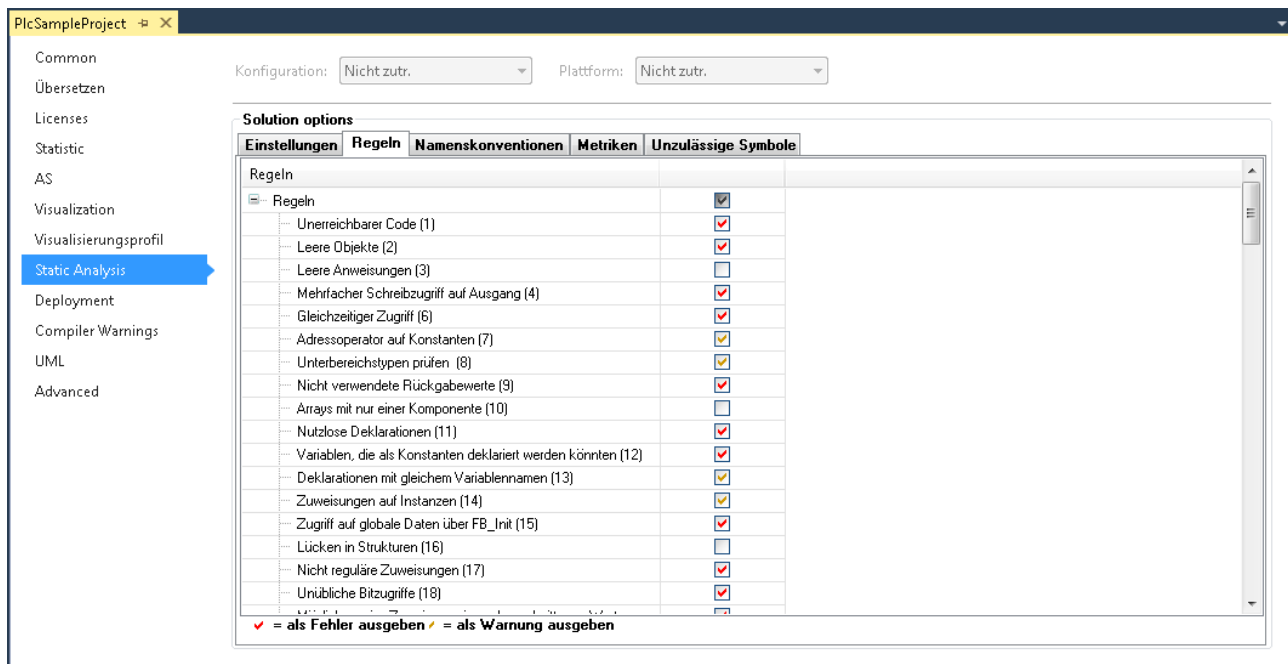 PlcSampleProject
Common
Übersetzen
Licenses
Statistic
AS
Visualization
Visualisierungsprofil
Static Analysis
Deployment
Compiler Warnings
UML
Advanced
Konfiguration: Nicht zutr. Plattform: Nicht zutr.
Solution options
Einstellungen Regeln Namenskonventionen Metriken Unzulässige Symbole
Regeln
Regeln
Unerreichbarer Code (1)
Leere Objekte (2)
Leere Anweisungen (3)
Mehrfacher Schreibzugriff auf Ausgang (4)
Gleichzeitiger Zugriff (6)
Adressoperator auf Konstanten (7)
Unterbereichstypen prüfen (8)
Nicht verwendete Rückgabewerte (9)
Arrays mit nur einer Komponente (10)
Nutzlose Deklarationen (11)
Variablen, die als Konstanten deklariert werden könnten (12)
Deklarationen mit gleichem Variablennamen (13)
Zuweisungen auf Instanzen (14)
Zugriff auf globale Daten über FB_Init (15)
Lücken in Strukturen (16)
Nicht reguläre Zuweisungen (17)
Unübliche Bitzugriffe (18)
= als Fehler ausgeben = als Warnung ausgeben